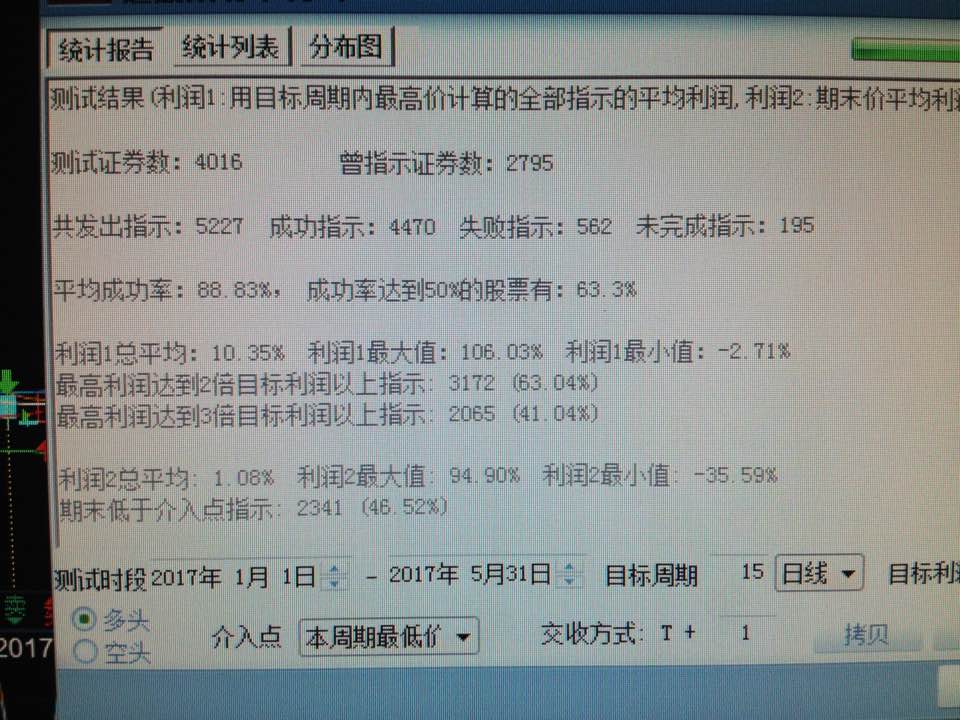 统计报告 统计列表 分布图
测试结果(利润1:用目标周期内最高价计算的全部指示的平均利润,利润2:期末价平均利
测试证券数: 4016 曾指示证券数: 2795
共发出指示: 5227 成功指示: 4470 失败指示: 562 未完成指示: 195
平均成功率: 88.83%, 成功率达到50%的股票有: 63.3%
利润1总平均: 10.35% 利润1最大值: 106.03% 利润1最小值: -2.71%
最高利润达到2倍目标利润以上指示: 3172 (63.04%)
最高利润达到3倍目标利润以上指示: 2065 (41.04%)
利润2总平均: 1.08% 利润2最大值: 94.90% 利润2最小值: -35.59%
期末低于介入点指示: 2341 (46.52%)
测试时段 2017年 1月 1日 - 2017年 5月31日 目标周期 15 日线 目标利
多头
空头
介入点 本周期最低价 交收方式: T + 1 拷贝
2017